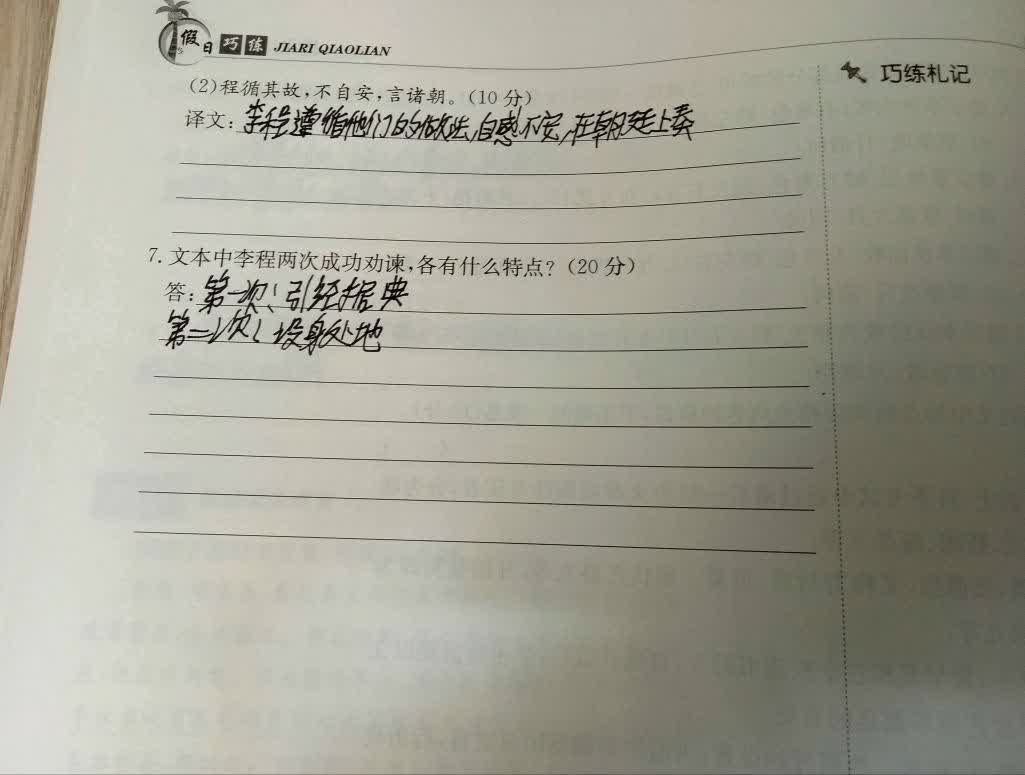 假日巧练 JIARI QIAOLIAN
巧练札记
(2)程循其故,不自安,言诸朝。(10分)
译文:李程遵循他们的做法,自感不安,在朝廷上奏
7. 文本中李程两次成功劝谏,各有什么特点?(20分)
答:第一次:引经据典
第二次:设身处地